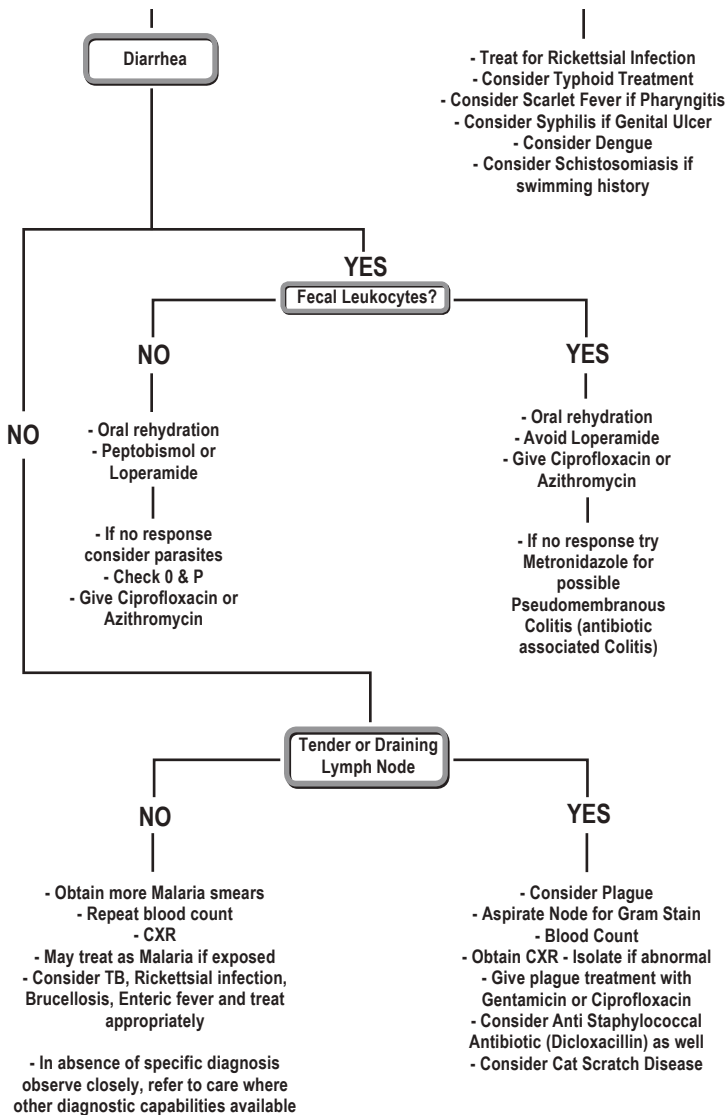 Diarrhea
- Treat for Rickettsial Infection
- Consider Typhoid Treatment
- Consider Scarlet Fever if Pharyngitis
- Consider Syphilis if Genital Ulcer
- Consider Dengue
- Consider Schistosomiasis if
swimming history
YES
Fecal Leukocytes?
NO
YES
NO
- Oral rehydration
- Peptobismol or
Loperamide
- If no response
consider parasites
- Check 0 & P
- Give Ciprofloxacin or
Azithromycin
- Oral rehydration
- Avoid Loperamide
- Give Ciprofloxacin or
Azithromycin
- If no response try
Metronidazole for
possible
Pseudomembranous
Colitis (antibiotic
associated Colitis)
Tender or Draining
Lymph Node
NO
YES
- Obtain more Malaria smears
- Repeat blood count
- CXR
- May treat as Malaria if exposed
- Consider TB, Rickettsial infection,
Brucellosis, Enteric fever and treat
appropriately
- In absence of specific diagnosis
observe closely, refer to care where
other diagnostic capabilities available
- Consider Plague
- Aspirate Node for Gram Stain
- Blood Count
- Obtain CXR - Isolate if abnormal
- Give plague treatment with
Gentamicin or Ciprofloxacin
- Consider Anti Staphylococcal
Antibiotic (Dicloxacillin) as well
- Consider Cat Scratch Disease